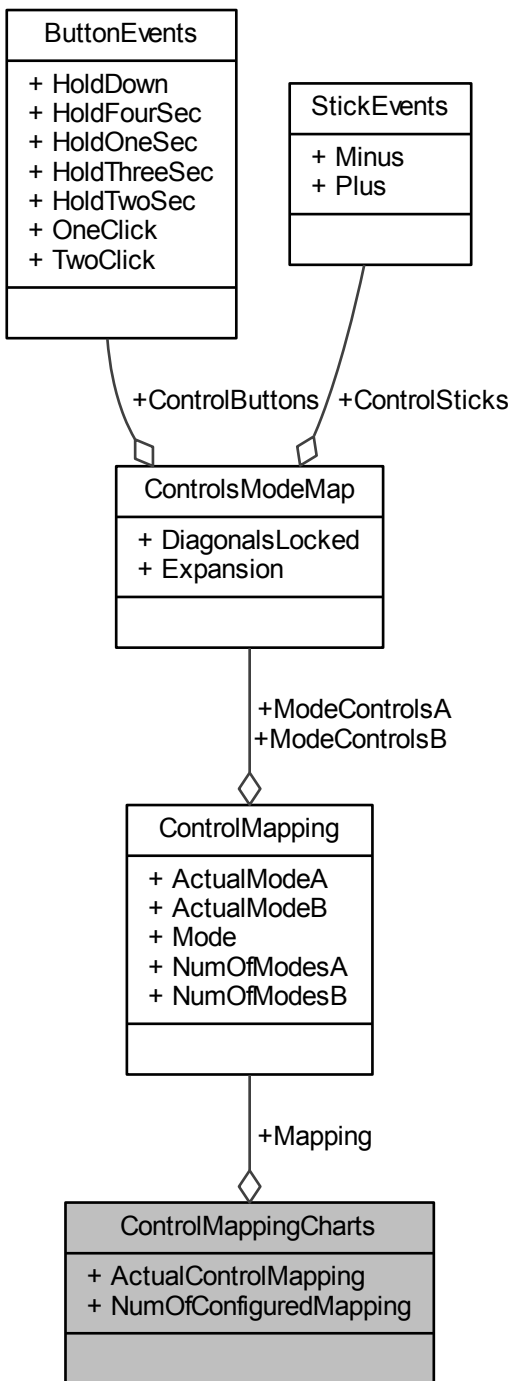 ButtonEvents
+ HoldDown
+ HoldFourSec
+ HoldOneSec
+ HoldThreeSec
+ HoldTwoSec
+ OneClick
+ TwoClick
StickEvents
+ Minus
+ Plus
+ControlButtons
+ControlSticks
ControlsModeMap
+ DiagonalsLocked
+ Expansion
+ModeControlsA
+ModeControlsB
ControlMapping
+ ActualModeA
+ ActualModeB
+ Mode
+ NumOfModesA
+ NumOfModesB
+Mapping
ControlMappingCharts
+ ActualControlMapping
+ NumOfConfiguredMapping